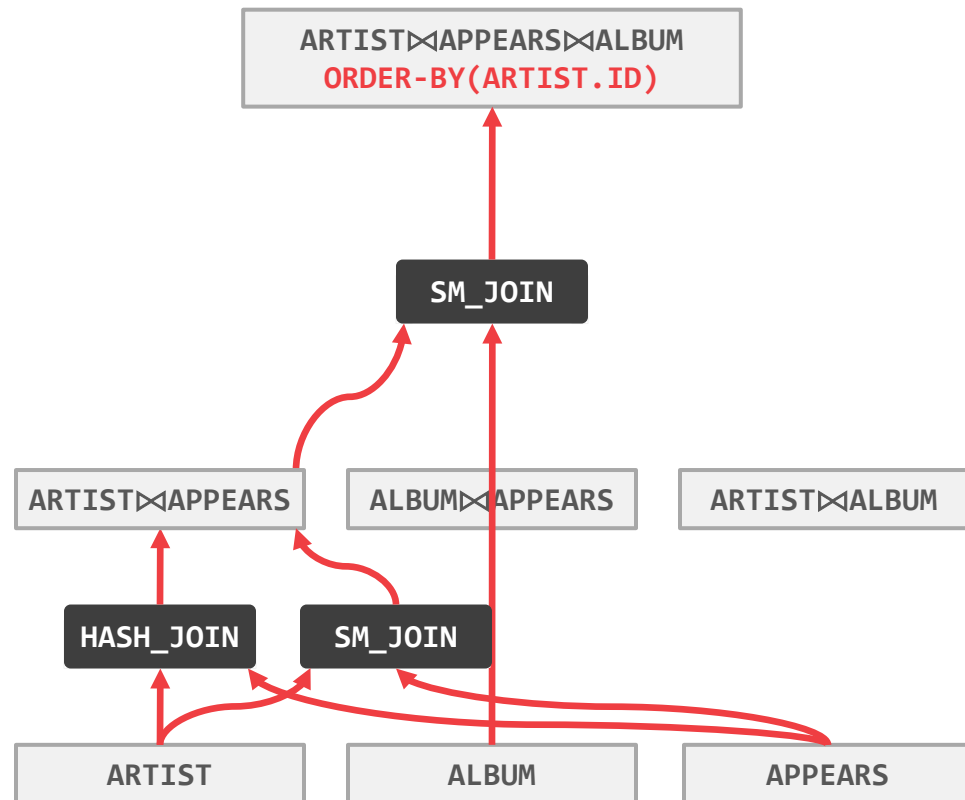 ARTIST⋈APPEARS⋈ALBUM
ORDER-BY(ARTIST.ID)
SM_JOIN
ARTIST⋈APPEARS
ALBUM⋈APPEARS
ARTIST⋈ALBUM
HASH_JOIN
SM_JOIN
ARTIST
ALBUM
APPEARS